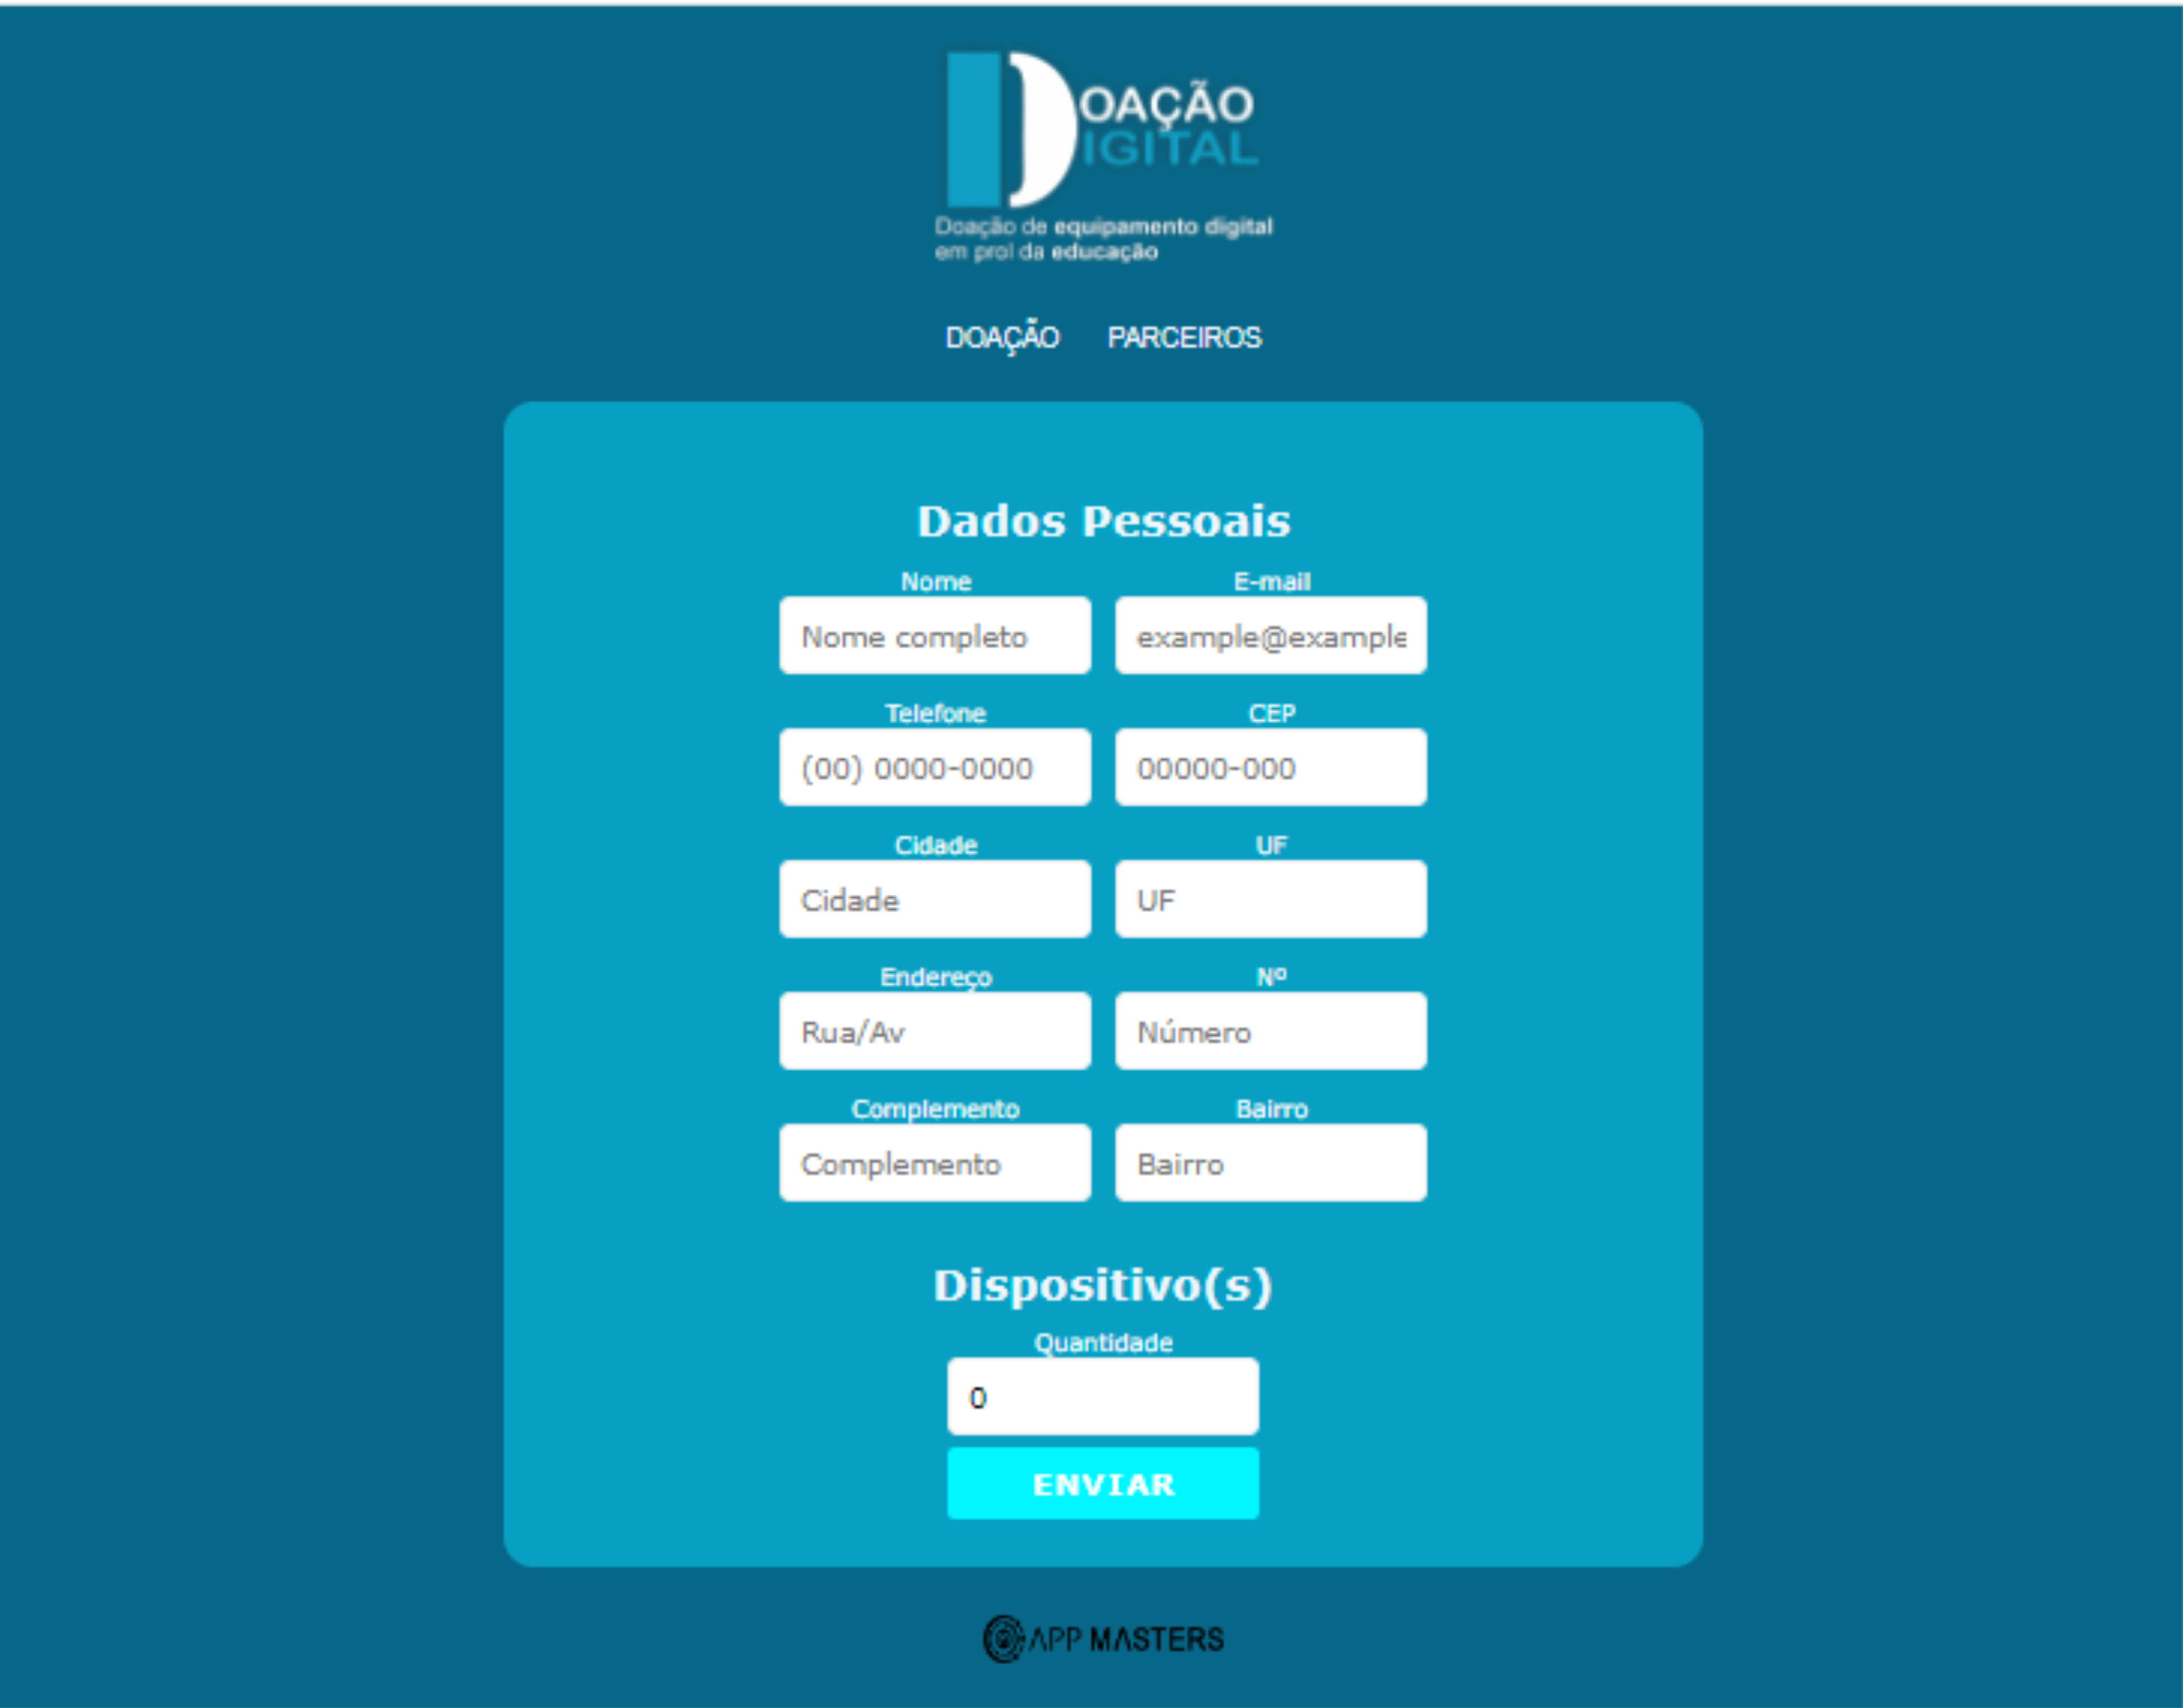 DOAÇÃO
DIGITAL
Doação de equipamento digital
em prol da educação
DOAÇÃO PARCEIROS
Dados Pessoais
Nome E-mail
Nome completo example@example
Telefone CEP
(00) 0000-0000 00000-000
Cidade UF
Cidade UF
Endereço Nº
Rua/Av Número
Complemento Bairro
Complemento Bairro
Dispositivo(s)
Quantidade
0
ENVIAR
APP MASTERS